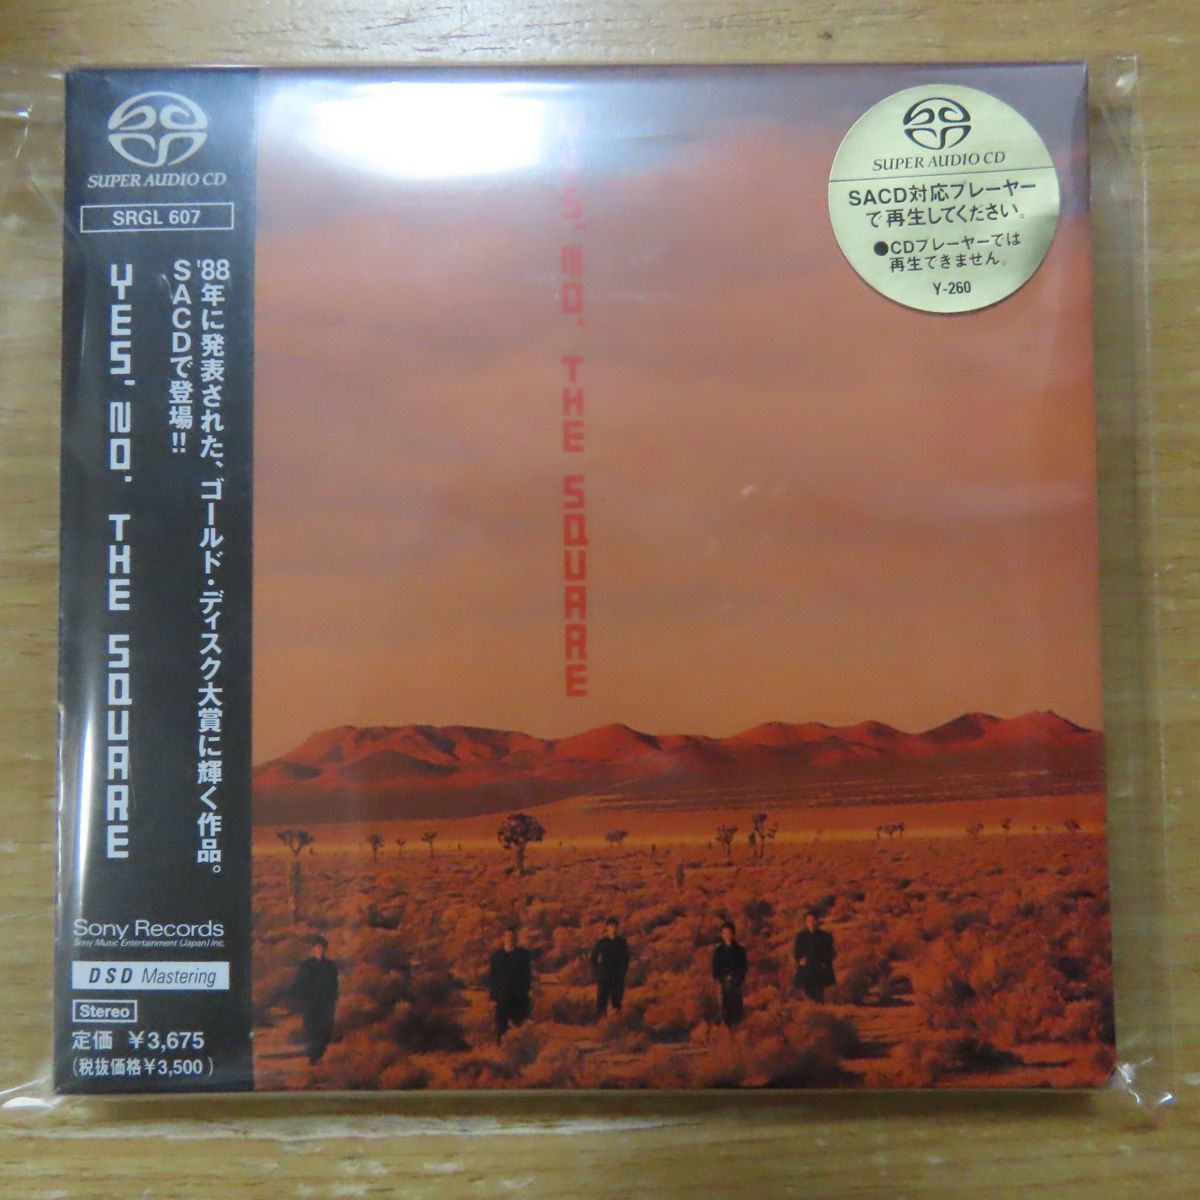 SUPER AUDIO CD
SRGL 607
YES, NO. THE SQUARE
'88年に発表された、ゴールド・ディスク大賞に輝く作品。
SACDで登場!!
Sony Records
Sony Music Entertainment (Japan) Inc.
DSD Mastering
Stereo
定価 ¥3,675
(税抜価格¥3,500)
YES, NO. THE SQUARE
SUPER AUDIO CD
SACD対応プレーヤー
で再生してください。
●CDプレーヤーでは
再生できません。
Y-260